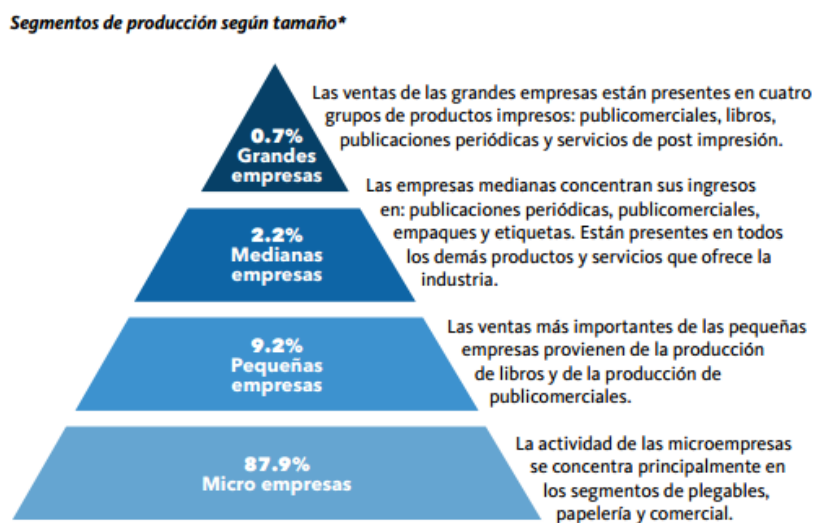 Segmentos de producción según tamaño*
0.7%
Grandes
empresas
Las ventas de las grandes empresas están presentes en cuatro
grupos de productos impresos: publicomerciales, libros,
publicaciones periódicas y servicios de post impresión.
2.2%
Medianas
empresas
Las empresas medianas concentran sus ingresos
en: publicaciones periódicas, publicomerciales,
empaques y etiquetas. Están presentes en todos
los demás productos y servicios que ofrece la
industria.
9.2%
Pequeñas
empresas
Las ventas más importantes de las pequeñas
empresas provienen de la producción
de libros y de la producción de
publicomerciales.
87.9%
Micro empresas
La actividad de las microempresas
se concentra principalmente en
los segmentos de plegables,
papelería y comercial.